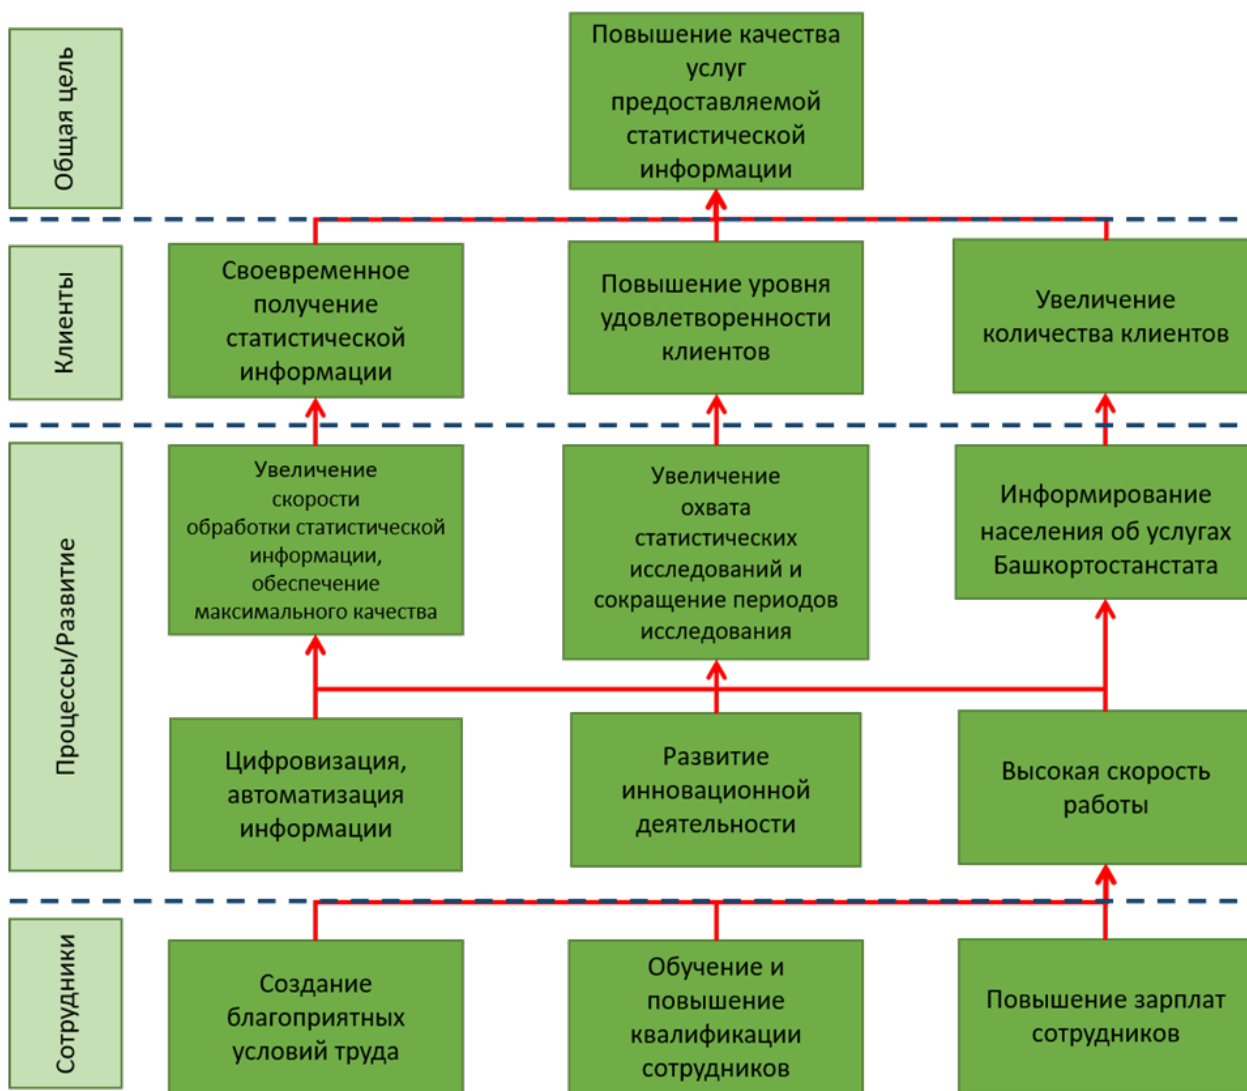 Общая цель
Повышение качества
услуг
предоставляемой
статистической
информации
Клиенты
Своевременное
получение
статистической
информации
Повышение уровня
удовлетворенности
клиентов
Увеличение
количества клиентов
Процессы/Развитие
Увеличение
скорости
обработки статистической
информации,
обеспечение
максимального качества
Увеличение
охвата
статистических
исследований и
сокращение периодов
исследования
Информирование
населения об услугах
Башкортостанстата
Цифровизация,
автоматизация
информации
Развитие
инновационной
деятельности
Высокая скорость
работы
Сотрудники
Создание
благоприятных
условий труда
Обучение и
повышение
квалификации
сотрудников
Повышение зарплат
сотрудников